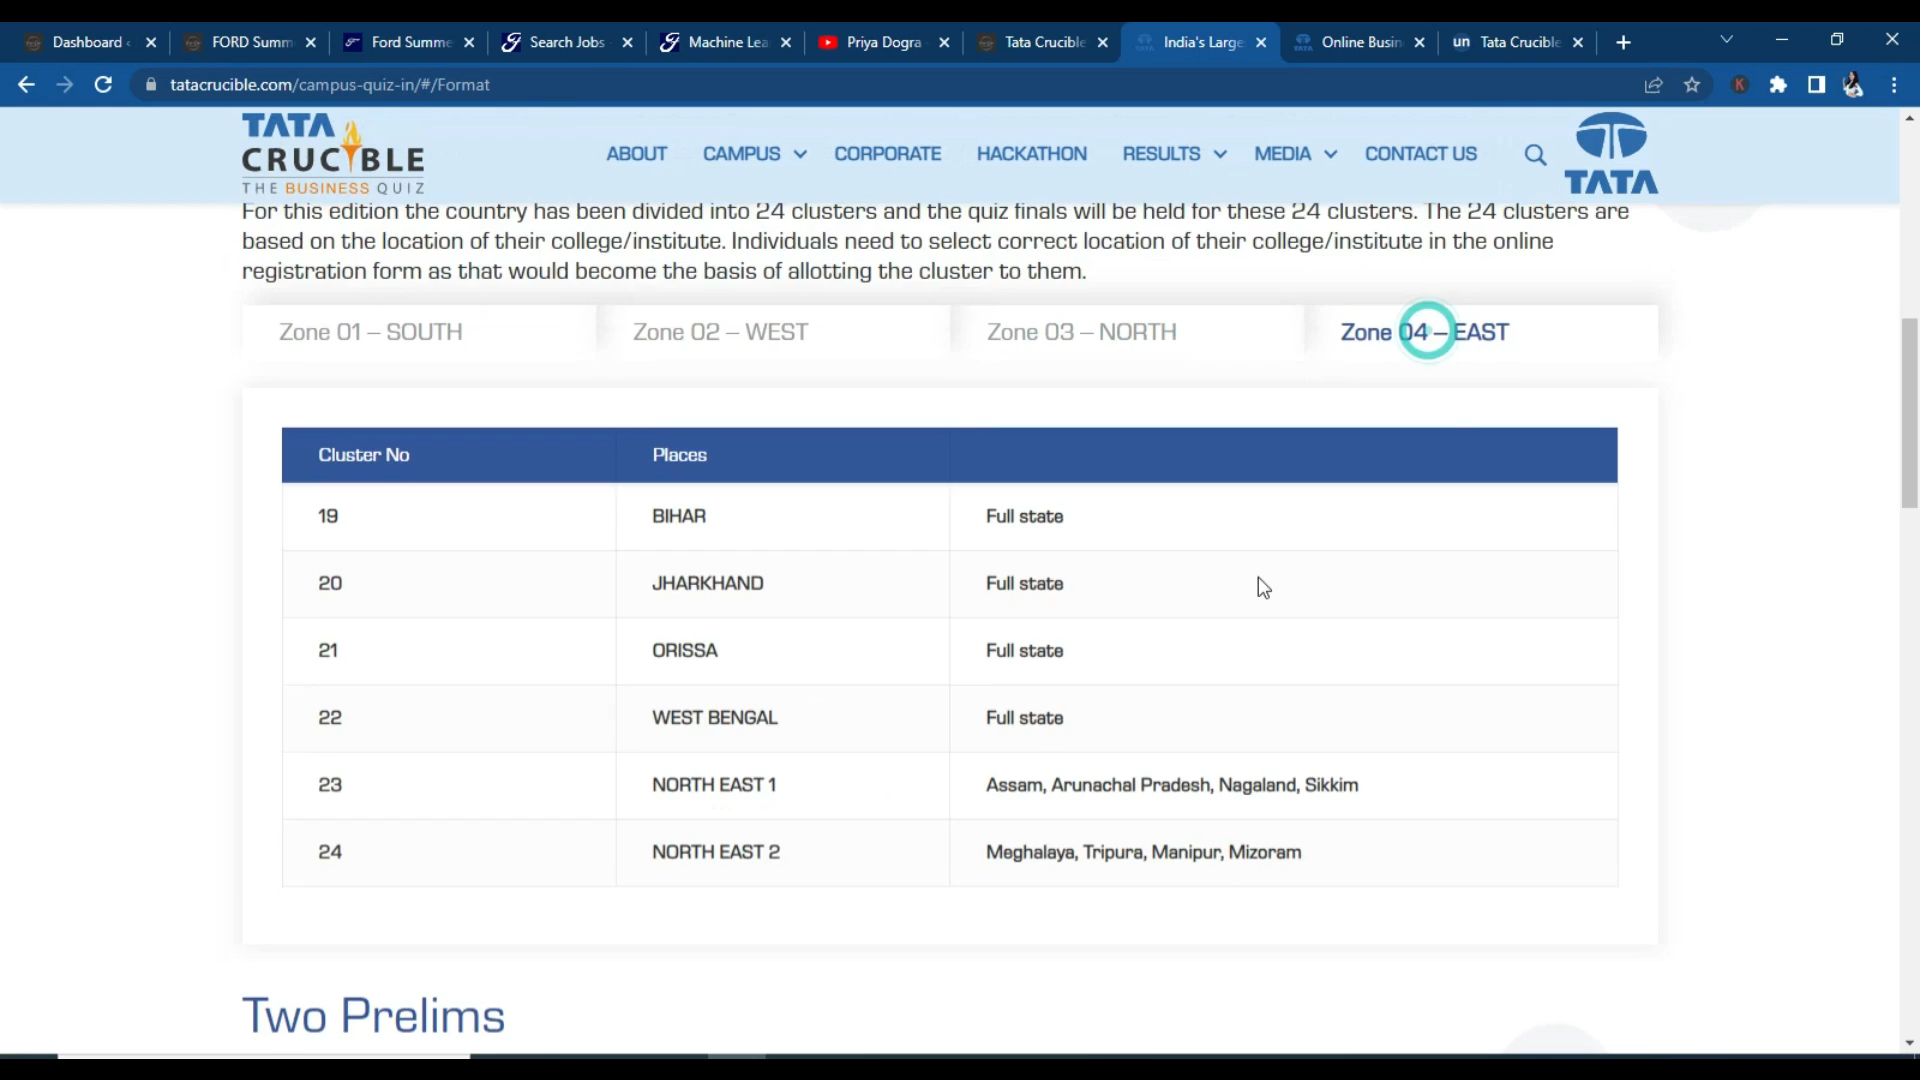 Dashboard
FORD Summ
Ford Summe
Search Jobs
Machine Lea
Priya Dogra
Tata Crucible
India's Large
Online Busin
un Tata Crucible
tatacrucible.com/campus-quiz-in/#/Format
K
TATA
CRUCIBLE
THE BUSINESS QUIZ
ABOUT
CAMPUS
CORPORATE
HACKATHON
RESULTS
MEDIA
CONTACT US
TATA
For this edition the country has been divided into 24 clusters and the quiz finals will be held for these 24 clusters. The 24 clusters are
based on the location of their college/institute. Individuals need to select correct location of their college/institute in the online
registration form as that would become the basis of allotting the cluster to them.
Zone 01 – SOUTH
Zone 02 – WEST
Zone 03 – NORTH
Zone 04 – EAST
Cluster No Places
19 BIHAR Full state
20 JHARKHAND Full state
21 ORISSA Full state
22 WEST BENGAL Full state
23 NORTH EAST 1 Assam, Arunachal Pradesh, Nagaland, Sikkim
24 NORTH EAST 2 Meghalaya, Tripura, Manipur, Mizoram
Two Prelims